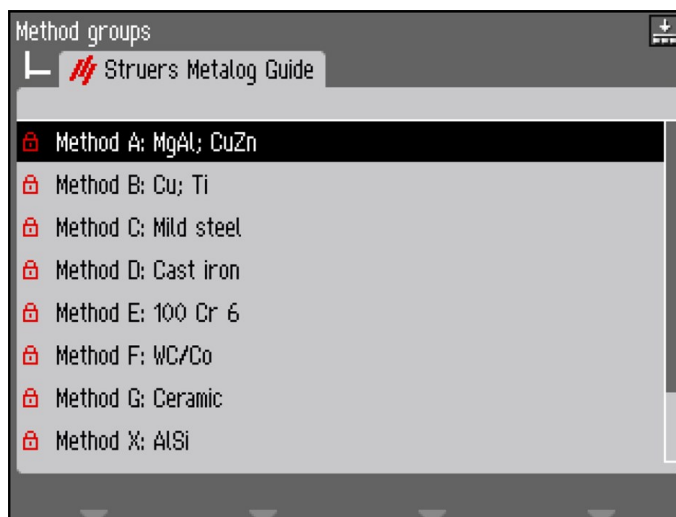 Method groups
Struers Metalog Guide
Method A: MgAl; CuZn
Method B: Cu; Ti
Method C: Mild steel
Method D: Cast iron
Method E: 100 Cr 6
Method F: WC/Co
Method G: Ceramic
Method X: AlSi